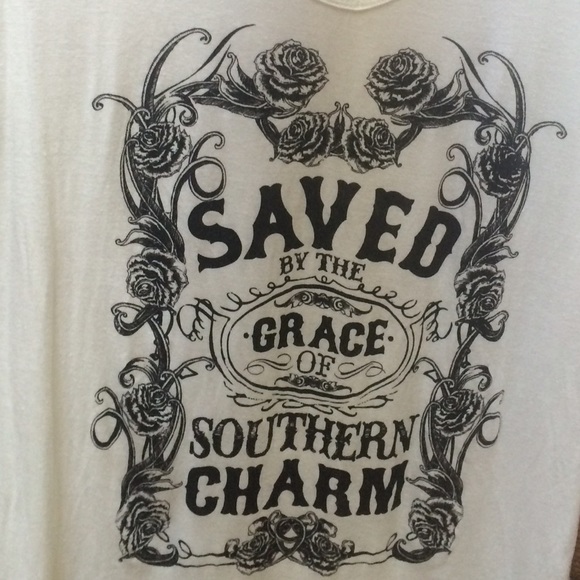 SAVED
BY THE
·GRACE·
OF
SOUTHERN
CHARM